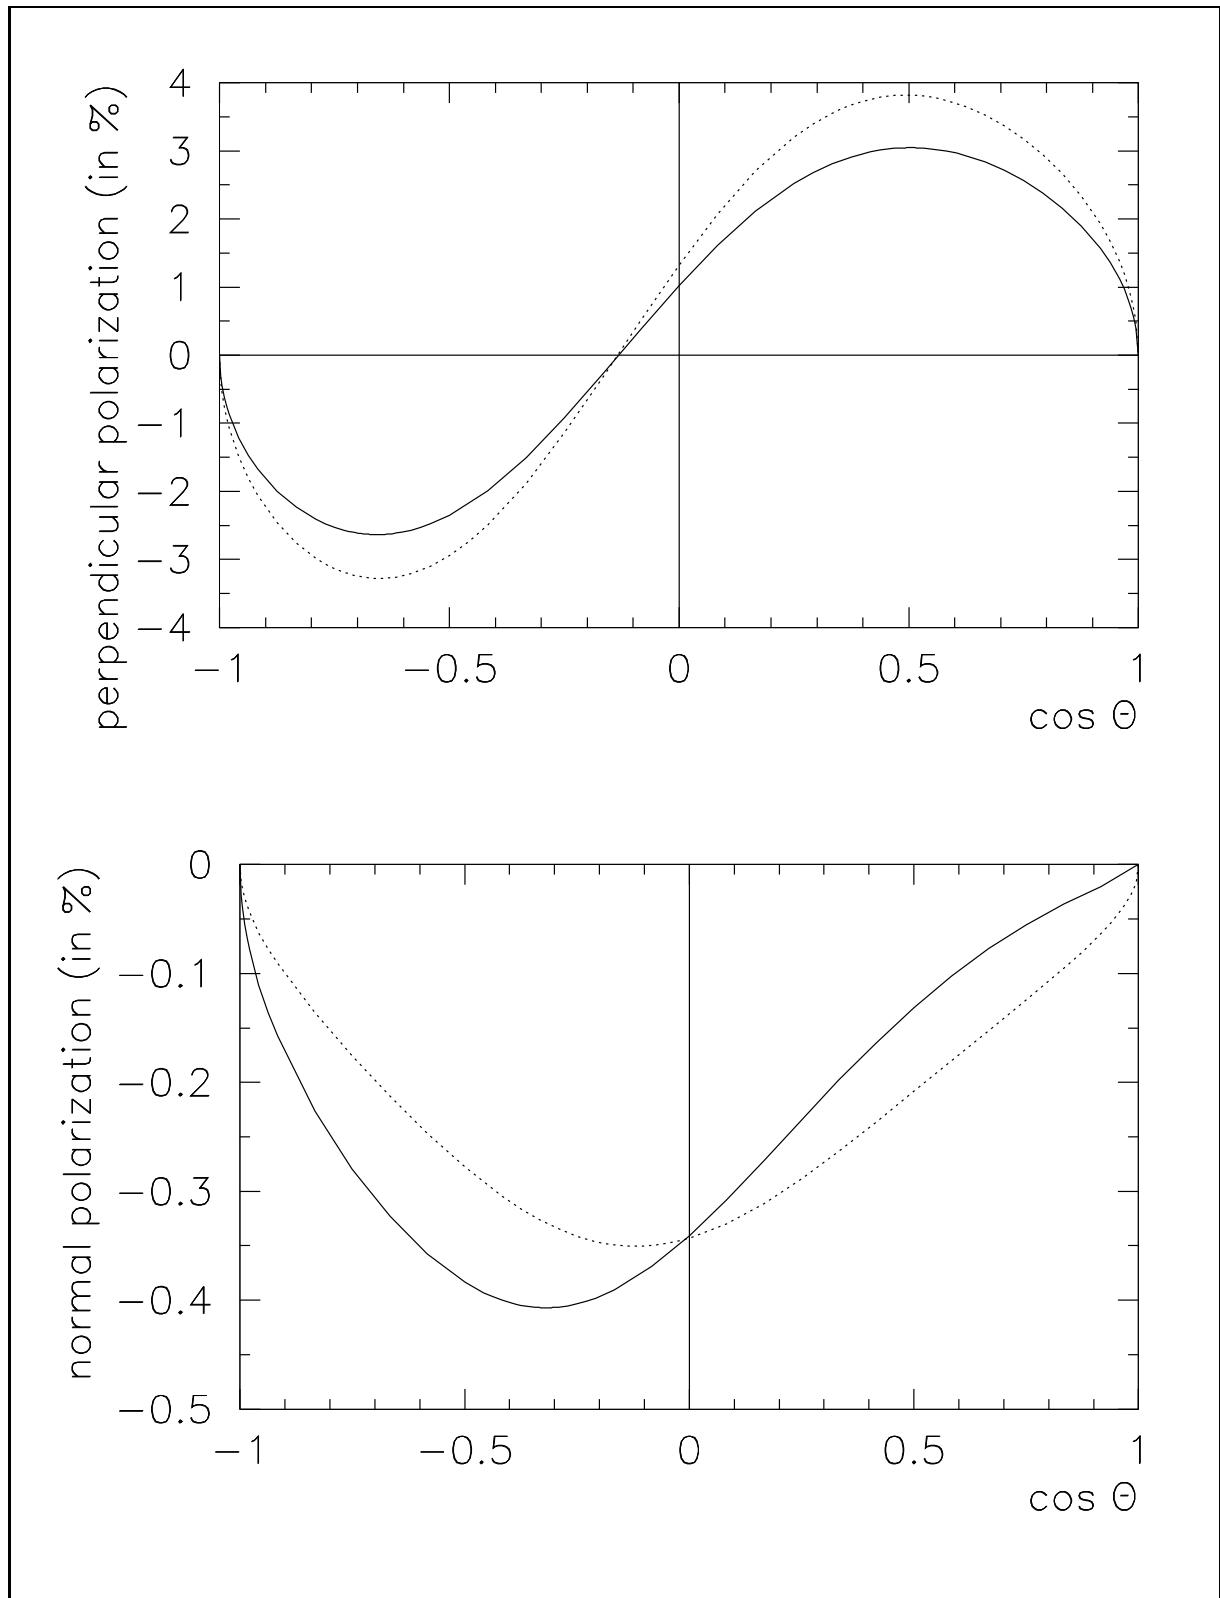 perpendicular polarization (in %)
4
3
2
1
0
−1
−2
−3
−4
−1 −0.5 0 0.5 1
cos Θ
normal polarization (in %)
0
−0.1
−0.2
−0.3
−0.4
−0.5
−1 −0.5 0 0.5 1
cos Θ